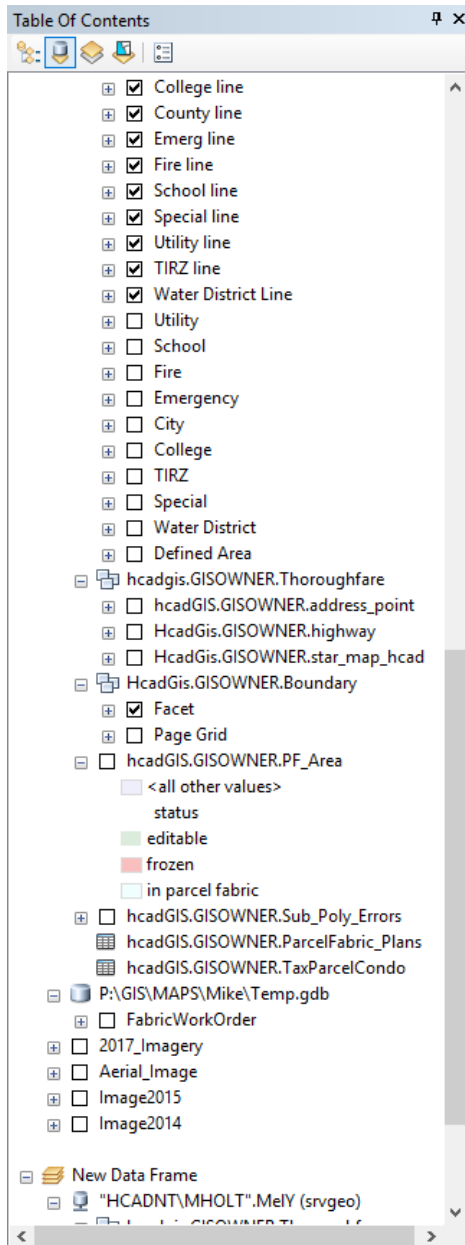 Table Of Contents
College line
County line
Emerg line
Fire line
School line
Special line
Utility line
TIRZ line
Water District Line
Utility
School
Fire
Emergency
City
College
TIRZ
Special
Water District
Defined Area
hcadgis.GISOWNER.Thoroughfare
hcadGIS.GISOWNER.address_point
HcadGis.GISOWNER.highway
HcadGis.GISOWNER.star_map_hcad
HcadGis.GISOWNER.Boundary
Facet
Page Grid
hcadGIS.GISOWNER.PF_Area
<all other values>
status
editable
frozen
in parcel fabric
hcadGIS.GISOWNER.Sub_Poly_Errors
hcadGIS.GISOWNER.ParcelFabric_Plans
hcadGIS.GISOWNER.TaxParcelCondo
P:\GIS\MAPS\Mike\Temp.gdb
FabricWorkOrder
2017_Imagery
Aerial_Image
Image2015
Image2014
New Data Frame
"HCADNT\MHOLT".MelY (srvgeo)